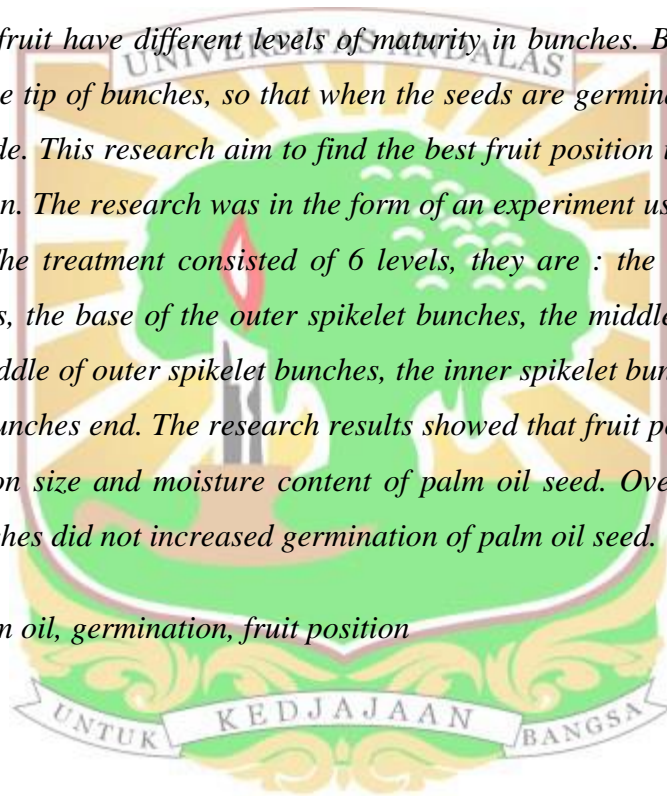 fruit have different levels of maturity in bunches. B
UNIVERSITAS ANDALAS
e tip of bunches, so that when the seeds are germina
de. This research aim to find the best fruit position i
n. The research was in the form of an experiment us
he treatment consisted of 6 levels, they are : the
s, the base of the outer spikelet bunches, the middle
ddle of outer spikelet bunches, the inner spikelet bun
unches end. The research results showed that fruit p
on size and moisture content of palm oil seed. Ove
ches did not increased germination of palm oil seed.
m oil, germination, fruit position
UNTUK KEDJAJAAN BANGSA